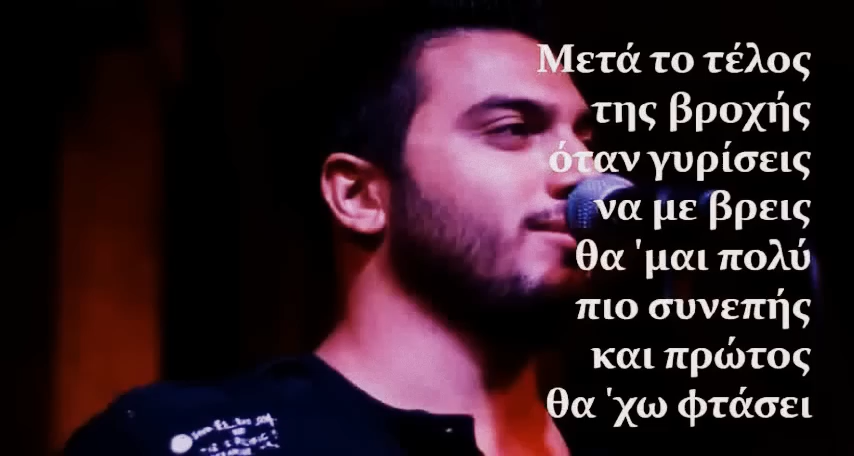 Μετά το τέλος
της βροχής
όταν γυρίσεις
να με βρεις
θα 'μαι πολύ
πιο συνεπής
και πρώτος
θα 'χω φτάσει